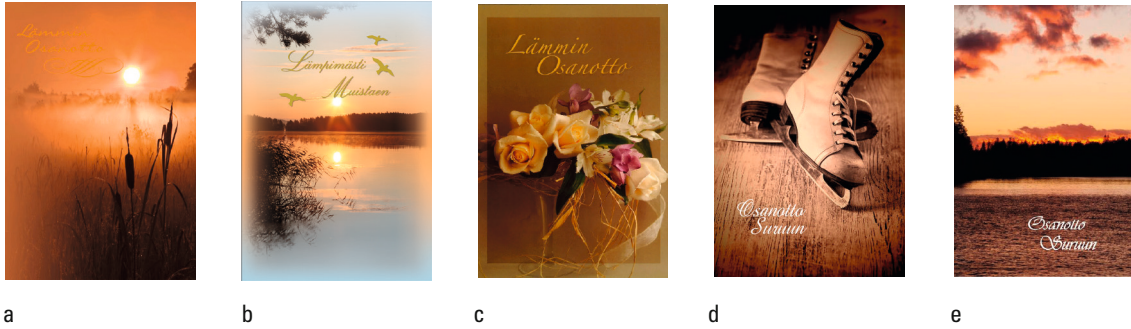 Lämmin
Osanotto
Lämpimästi
Muistaen
Lämmin
Osanotto
Osanotto
Suruun
Osanotto
Suruun
a
b
c
d
e